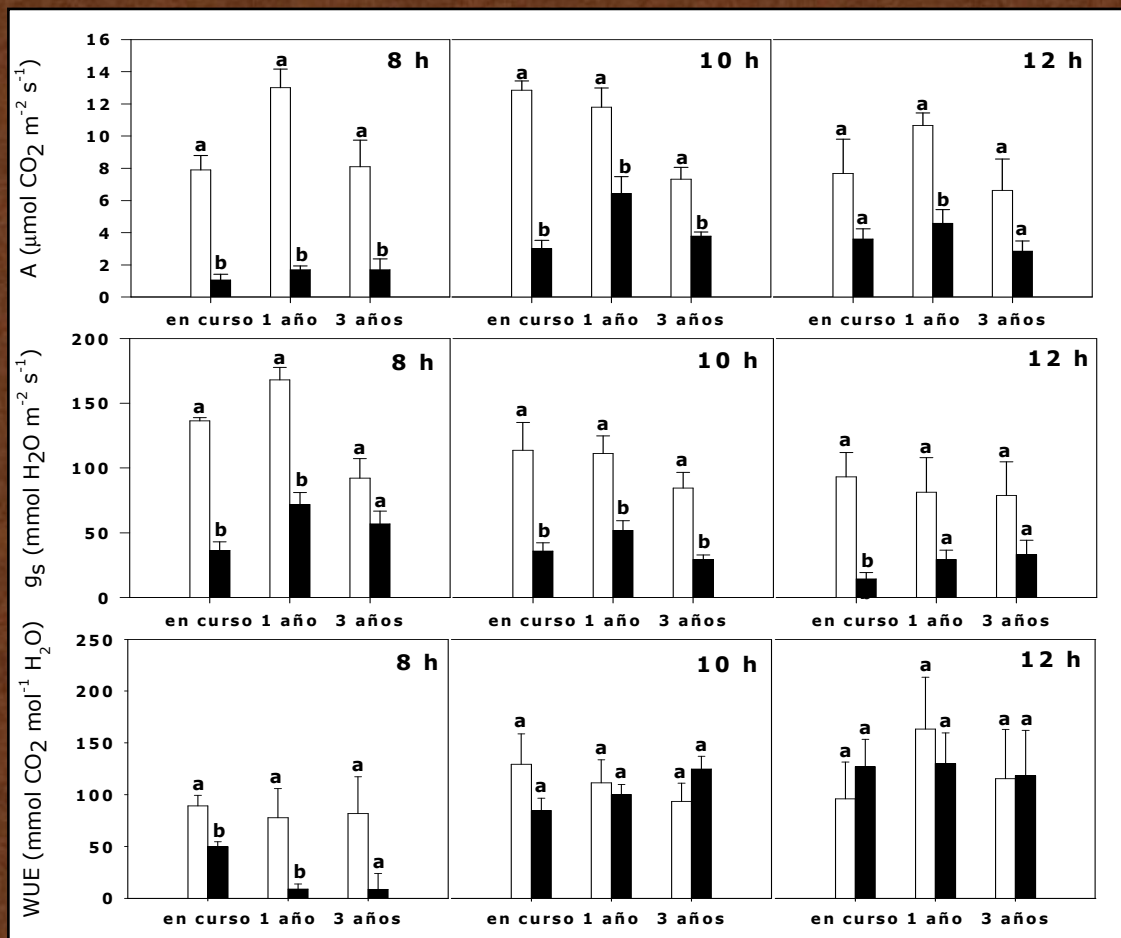 A (μmol CO2 m-2 s-1)
16
14
12
10
8
6
4
2
0
8 h
a
b
a
b
a
b
en curso 1 año 3 años
10 h
a
b
a
b
a
b
en curso 1 año 3 años
12 h
a
a
a
b
a
a
en curso 1 año 3 años
gs (mmol H2O m-2 s-1)
200
150
100
50
0
8 h
a
b
a
b
a
a
en curso 1 año 3 años
10 h
a
b
a
b
a
b
en curso 1 año 3 años
12 h
a
b
a
a
a
a
en curso 1 año 3 años
WUE (mmol CO2 mol-1 H2O)
250
200
150
100
50
0
8 h
a
b
a
b
a
a
en curso 1 año 3 años
10 h
a
a
a
a
a
a
en curso 1 año 3 años
12 h
a
a
a
a
a
a
en curso 1 año 3 años